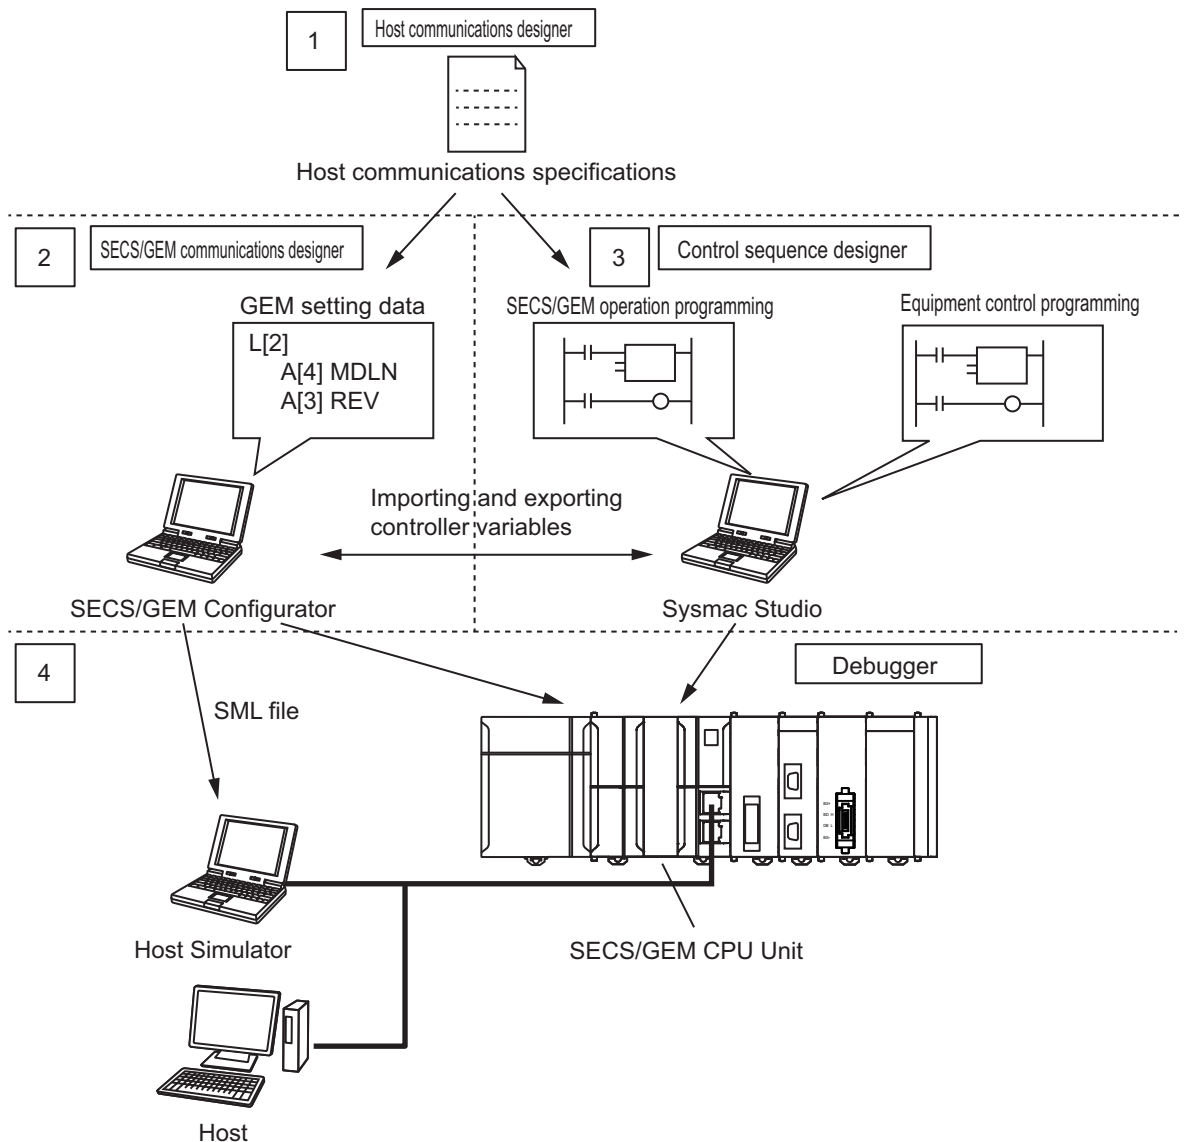 1
Host communications designer
Host communications specifications
2
SECS/GEM communications designer
3
Control sequence designer
GEM setting data
L[2]
A[4] MDLN
A[3] REV
SECS/GEM operation programming
Equipment control programming
Importing and exporting
controller variables
SECS/GEM Configurator
Sysmac Studio
4
Debugger
SML file
Host Simulator
SECS/GEM CPU Unit
Host